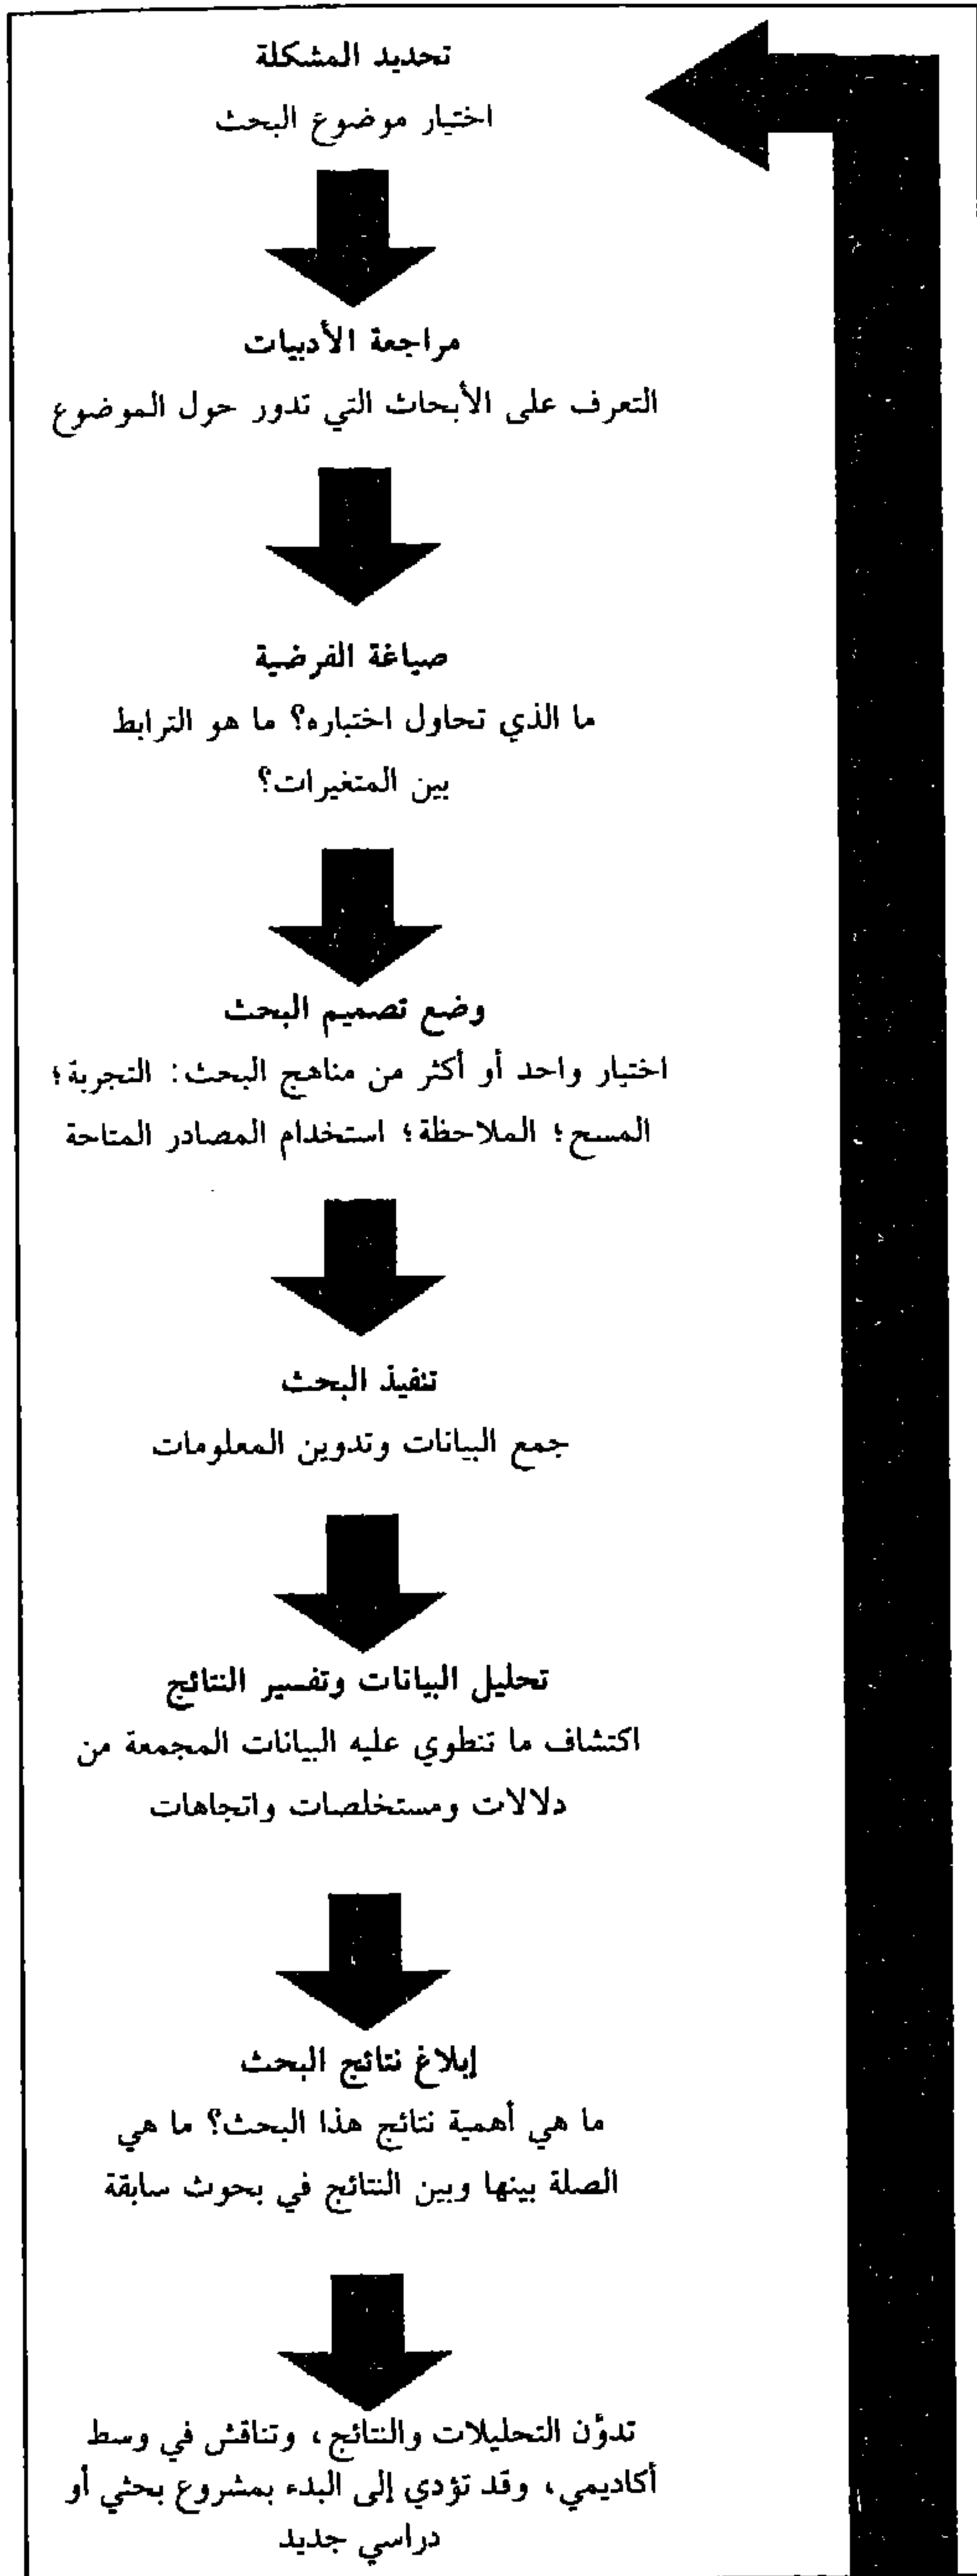 تحديد المشكلة
اختيار موضوع البحث
مراجعة الأدبيات
التعرف على الأبحاث التي تدور حول الموضوع
صياغة الفرضية
ما الذي تحاول اختباره؟ ما هو الترابط
بين المتغيرات؟
وضع تصميم البحث
اختيار واحد أو أكثر من مناهج البحث: التجربة؛
المسح؛ الملاحظة؛ استخدام المصادر المتاحة
تنفيذ البحث
جمع البيانات وتدوين المعلومات
تحليل البيانات وتفسير النتائج
اكتشاف ما تنطوي عليه البيانات المجمعة من
دلالات ومستخلصات واتجاهات
إبلاغ نتائج البحث
ما هي أهمية نتائج هذا البحث؟ ما هي
الصلة بينها وبين النتائج في بحوث سابقة
تدوَّن التحليلات والنتائج، وتناقش في وسط
أكاديمي، وقد تؤدي إلى البدء بمشروع بحثي أو
دراسي جديد